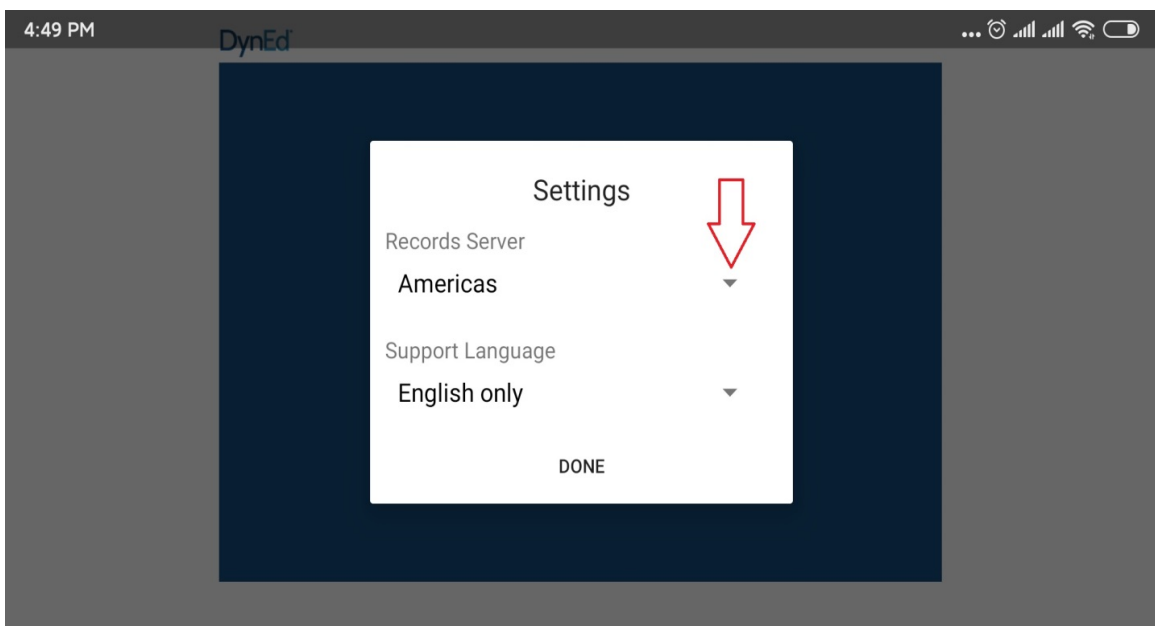 4:49 PM
DynEd
Settings
Records Server
Americas
Support Language
English only
DONE